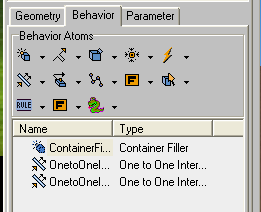 Geometry Behavior Parameter
Behavior Atoms
F
RULE F
Name Type
ContainerFi... Container Filler
OnetoOneI... One to One Inter...
OnetoOneI... One to One Inter...